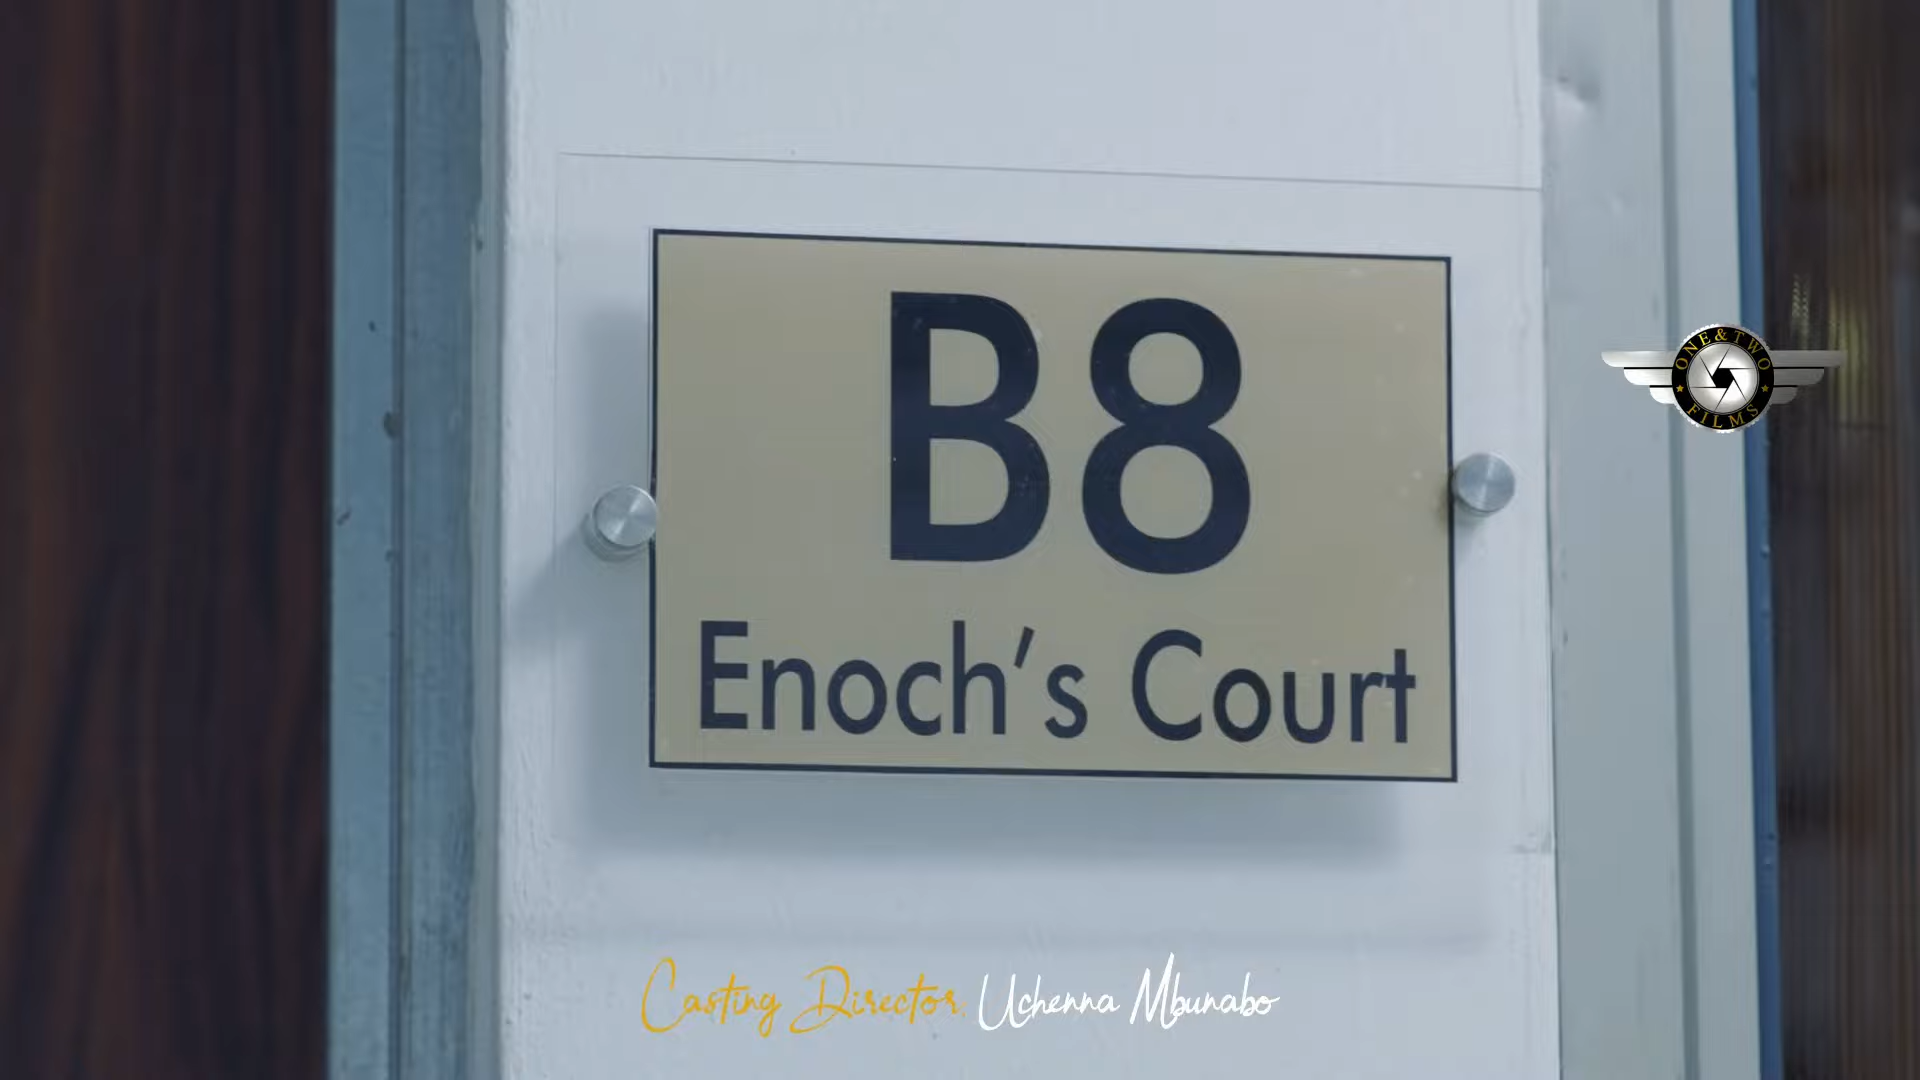 B8
Enoch's Court
ONE & TWO
FILMS
Casting Director Uchenna Mbunabo